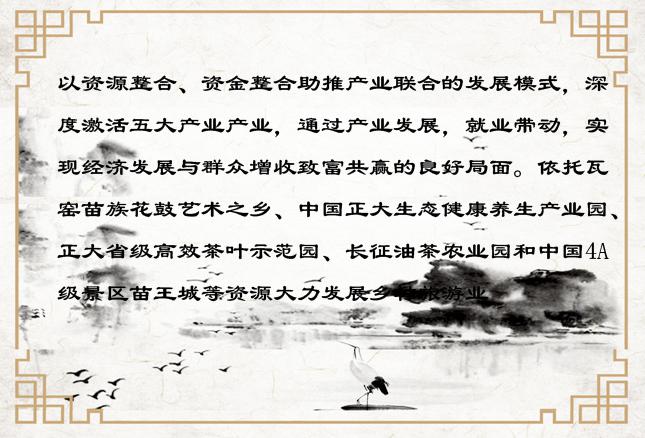 以资源整合、资金整合助推产业联合的发展模式，深
度激活五大产业产业，通过产业发展，就业带动，实
现经济发展与群众增收致富共赢的良好局面。依托瓦
窑苗族花鼓艺术之乡、中国正大生态健康养生产业园、
正大省级高效茶叶示范园、长征油茶农业园和中国4A
级景区苗王城等资源大力发展乡村旅游业